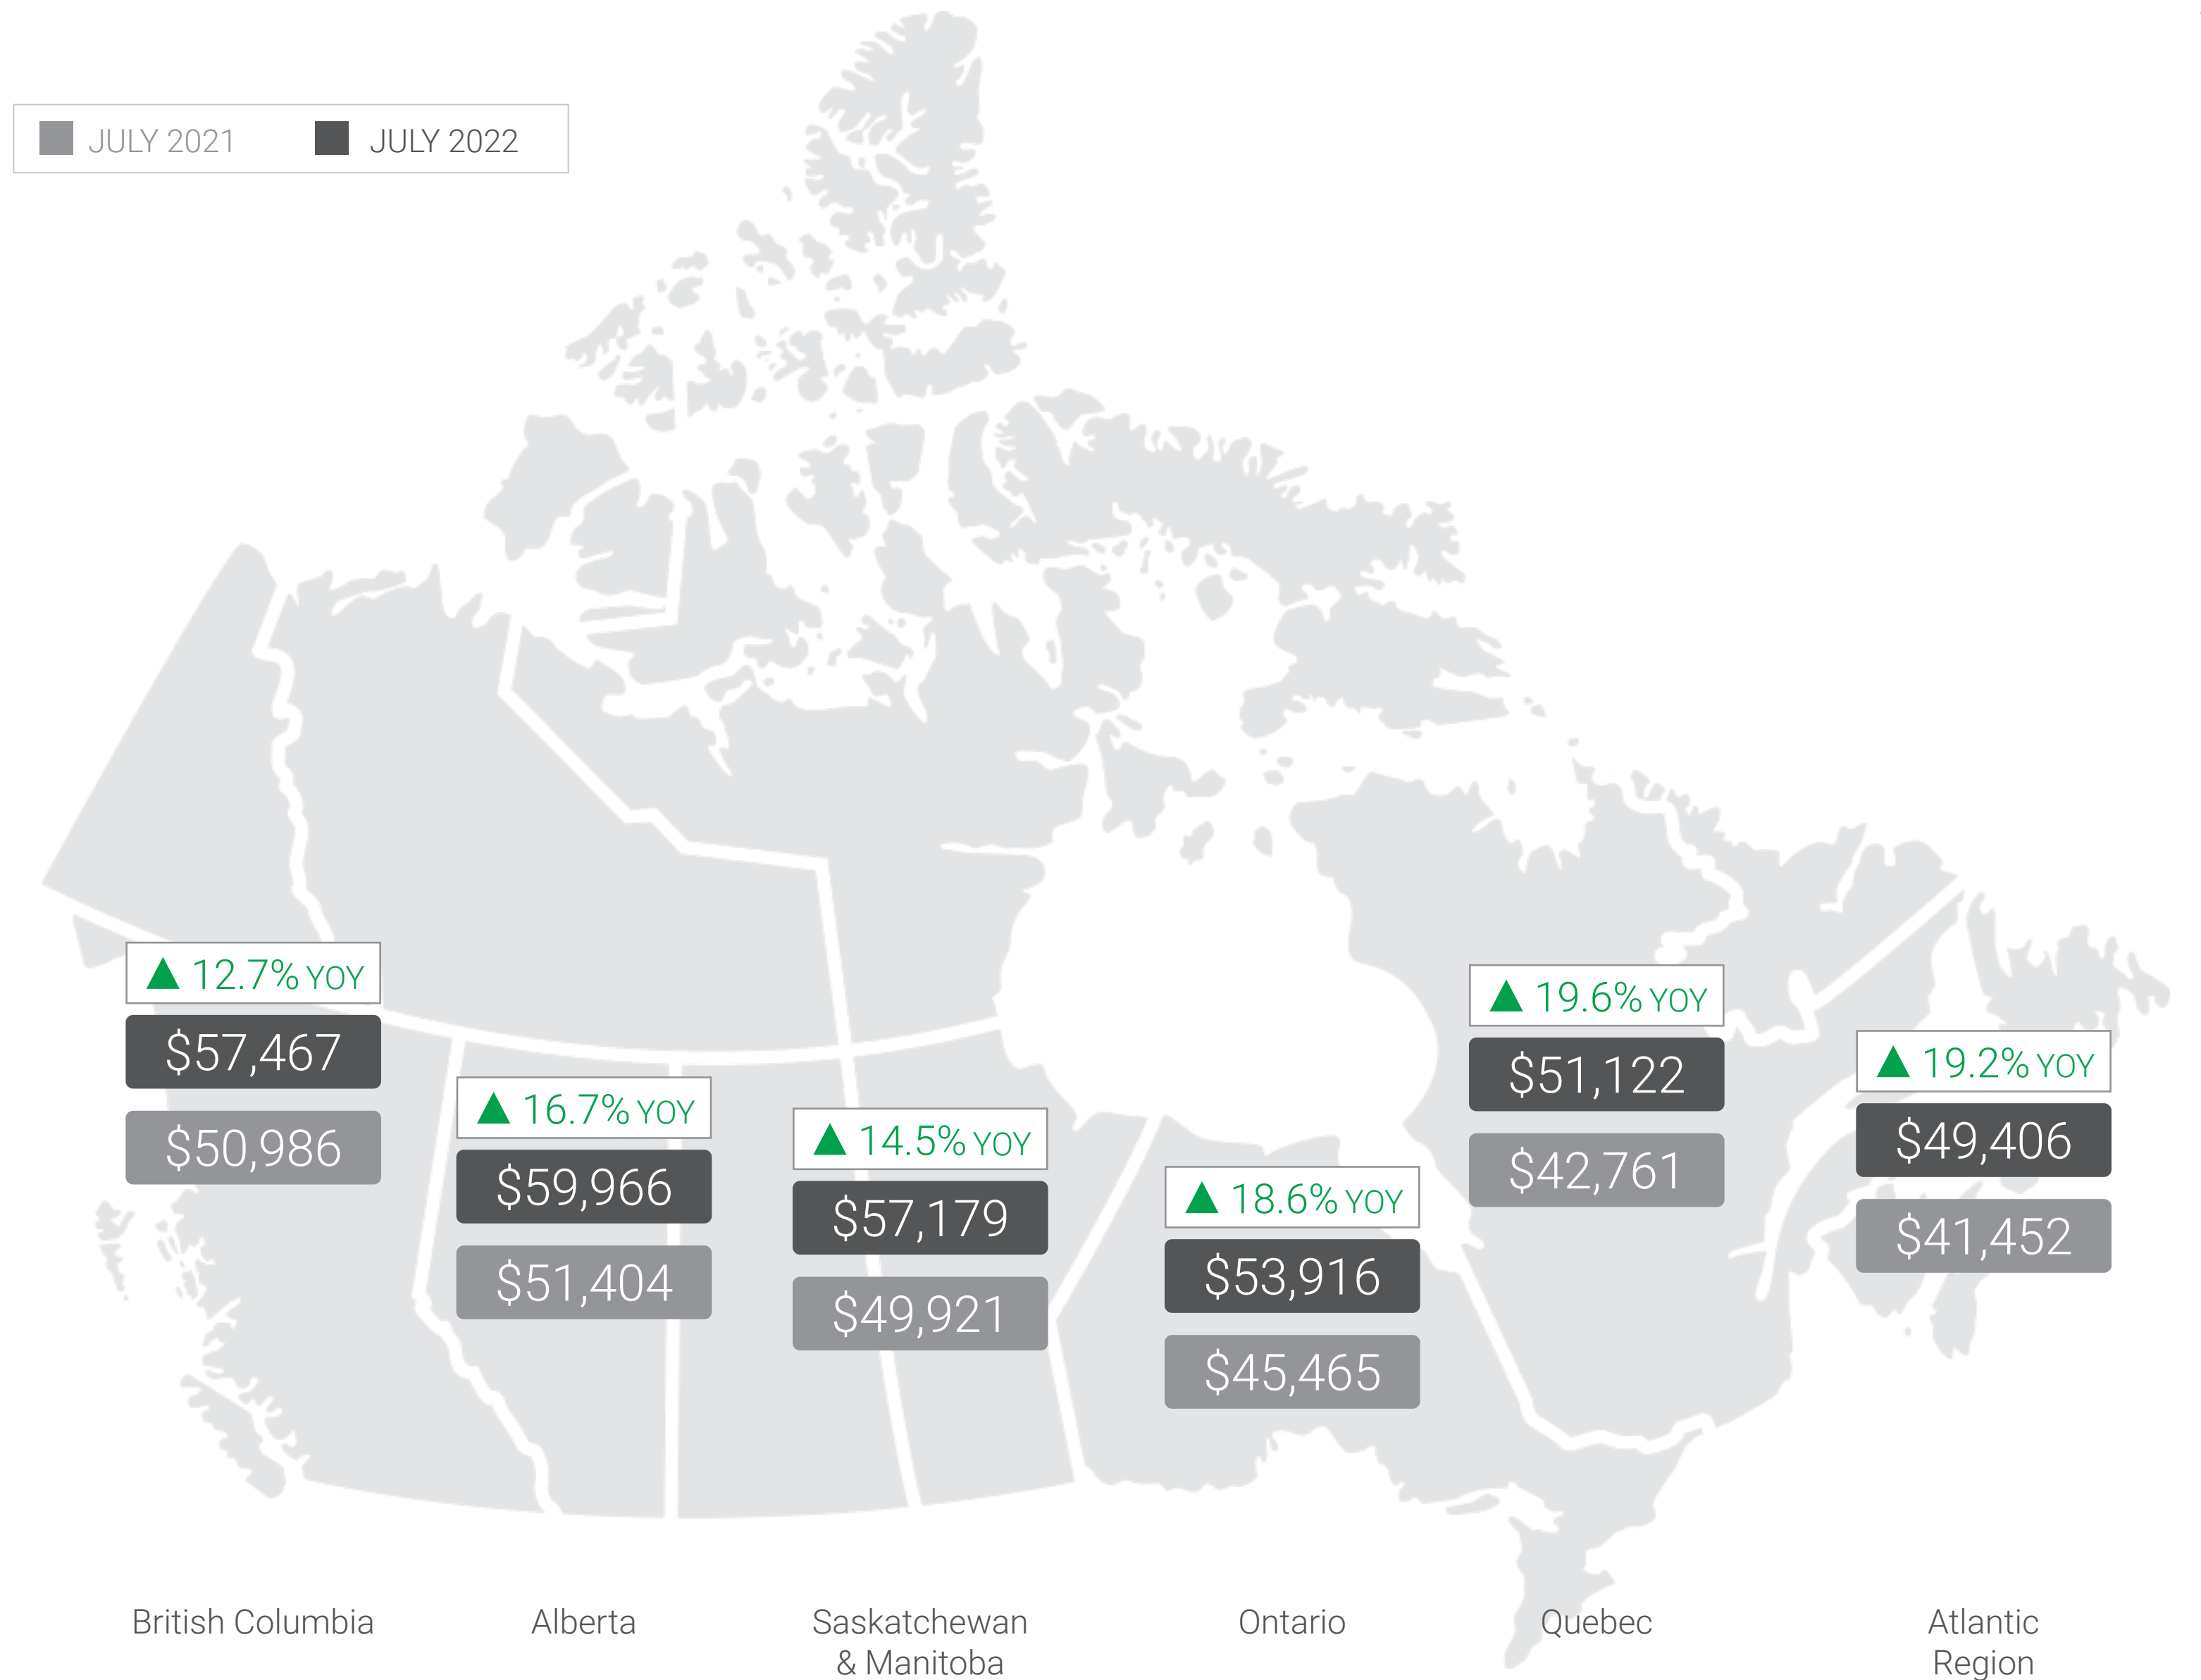 JULY 2021
JULY 2022
▲ 12.7% YOY
$57,467
$50,986
▲ 16.7% YOY
$59,966
$51,404
▲ 14.5% YOY
$57,179
$49,921
▲ 18.6% YOY
$53,916
$45,465
▲ 19.6% YOY
$51,122
$42,761
▲ 19.2% YOY
$49,406
$41,452
British Columbia
Alberta
Saskatchewan
& Manitoba
Ontario
Quebec
Atlantic
Region